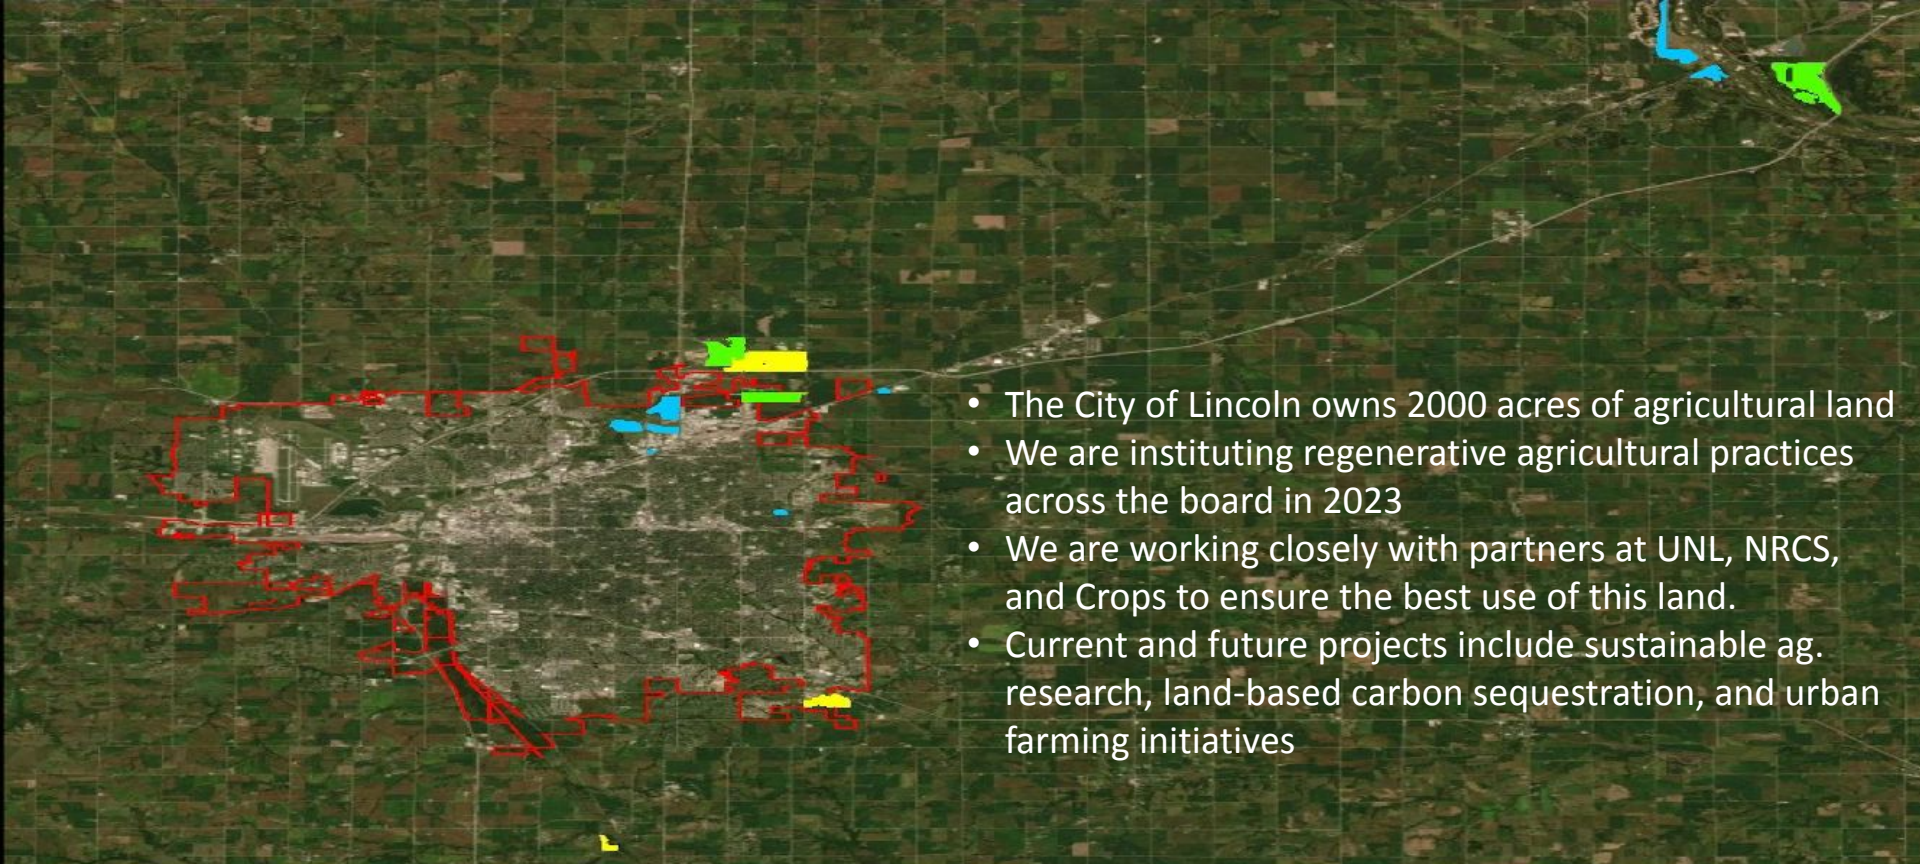 • The City of Lincoln owns 2000 acres of agricultural land
• We are instituting regenerative agricultural practices
across the board in 2023
• We are working closely with partners at UNL, NRCS,
and Crops to ensure the best use of this land.
• Current and future projects include sustainable ag.
research, land-based carbon sequestration, and urban
farming initiatives